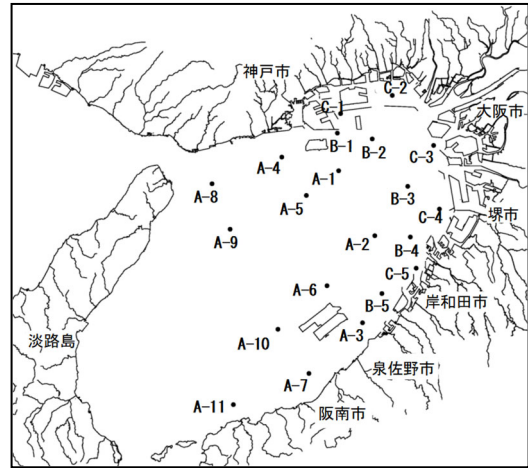 神戸市
C-2
C-1
大阪市
B-1
B-2
C-3
A-4
A-1
A-8
B-3
A-5
C-4
堺市
A-9
A-2
B-4
C-5
A-6
B-5
岸和田市
A-3
A-10
淡路島
泉佐野市
A-7
A-11
阪南市